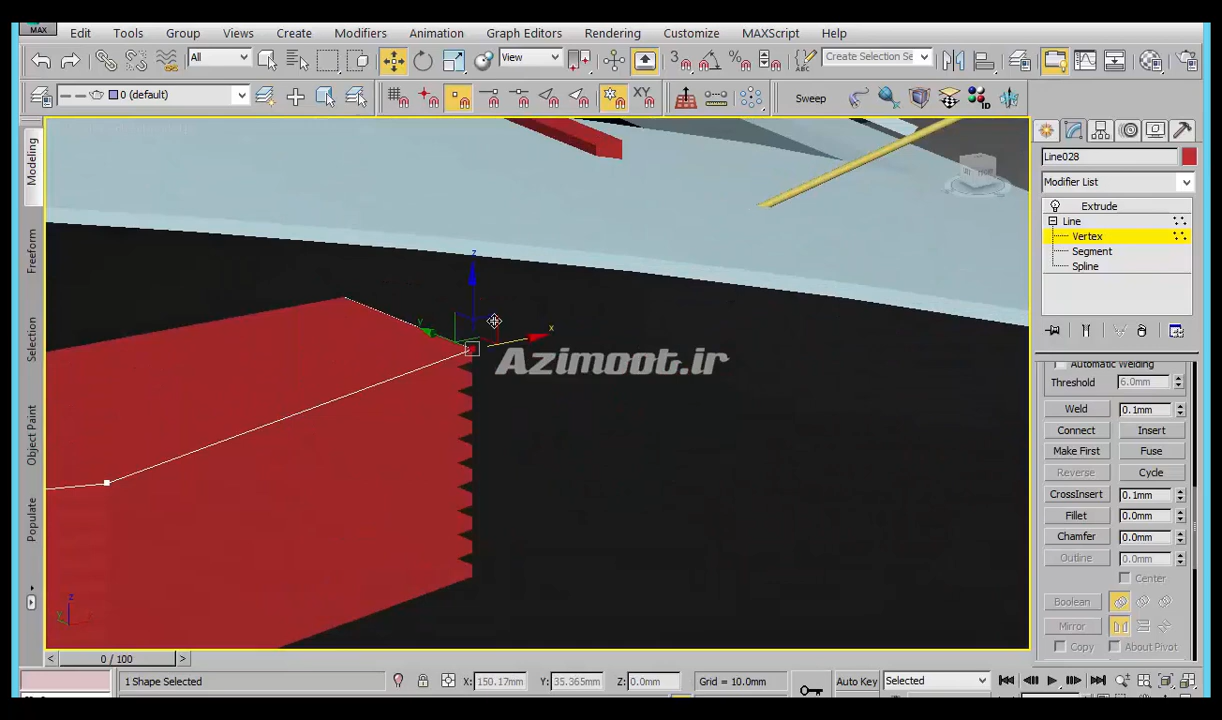 MAX
Edit Tools Group Views Create Modifiers Animation Graph Editors Rendering Customize MAXScript Help
All View Create Selection Se
0 (default) XY Sweep 1D
Modeling
Freeform
Selection
Object Paint
Populate
Line028
Modifier List
Extrude
Line
Vertex
Segment
Spline
z
y
x
Azimoot.ir
z
Automatic Welding
Threshold 6.0mm
Weld 0.1mm
Connect Insert
Make First Fuse
Reverse Cycle
CrossInsert 0.1mm
Fillet 0.0mm
Chamfer 0.0mm
Outline 0.0mm
Center
Boolean
Mirror
Copy About Pivot
< 0 / 100 >
1 Shape Selected X: 150.17mm Y: 35.365mm Z: 0.0mm Grid = 10.0mm Auto Key Selected